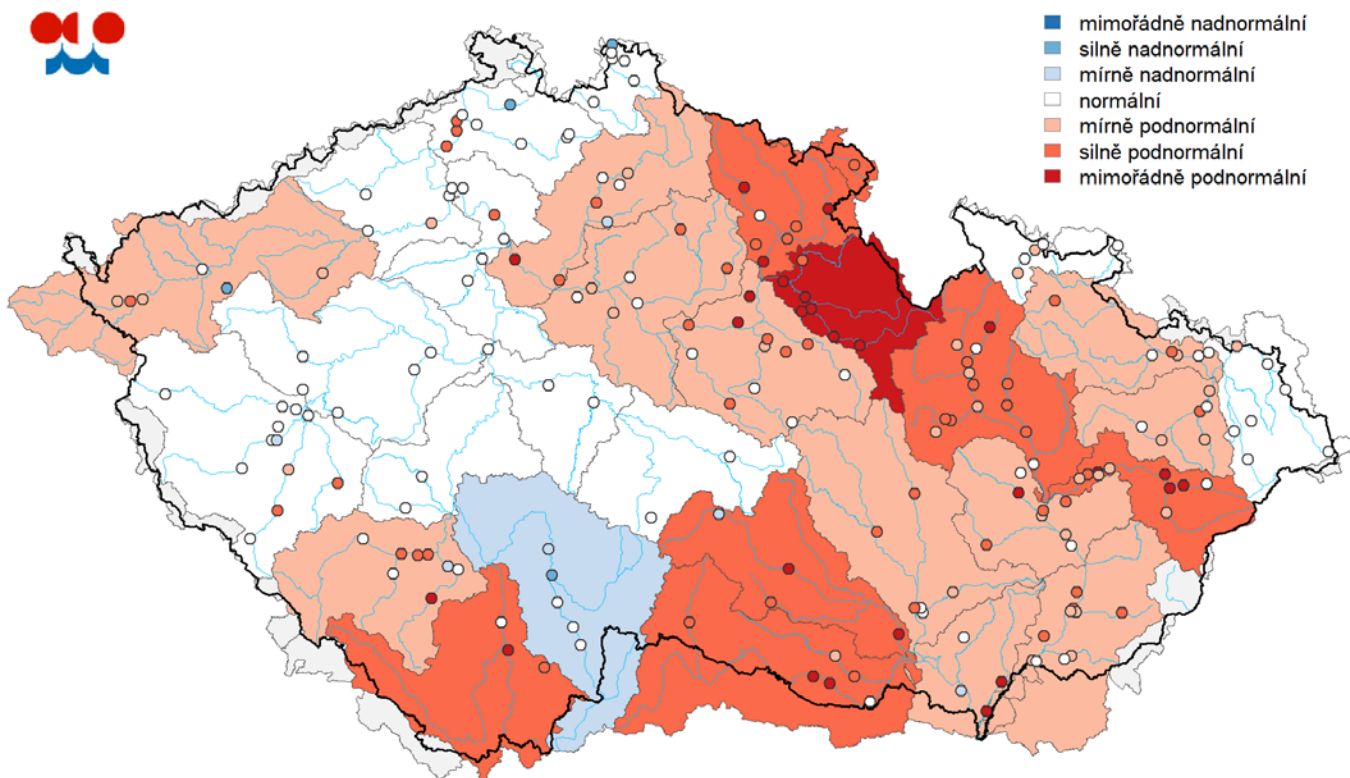 mimořádně nadnormální
silně nadnormální
mírně nadnormální
normální
mírně podnormální
silně podnormální
mimořádně podnormální